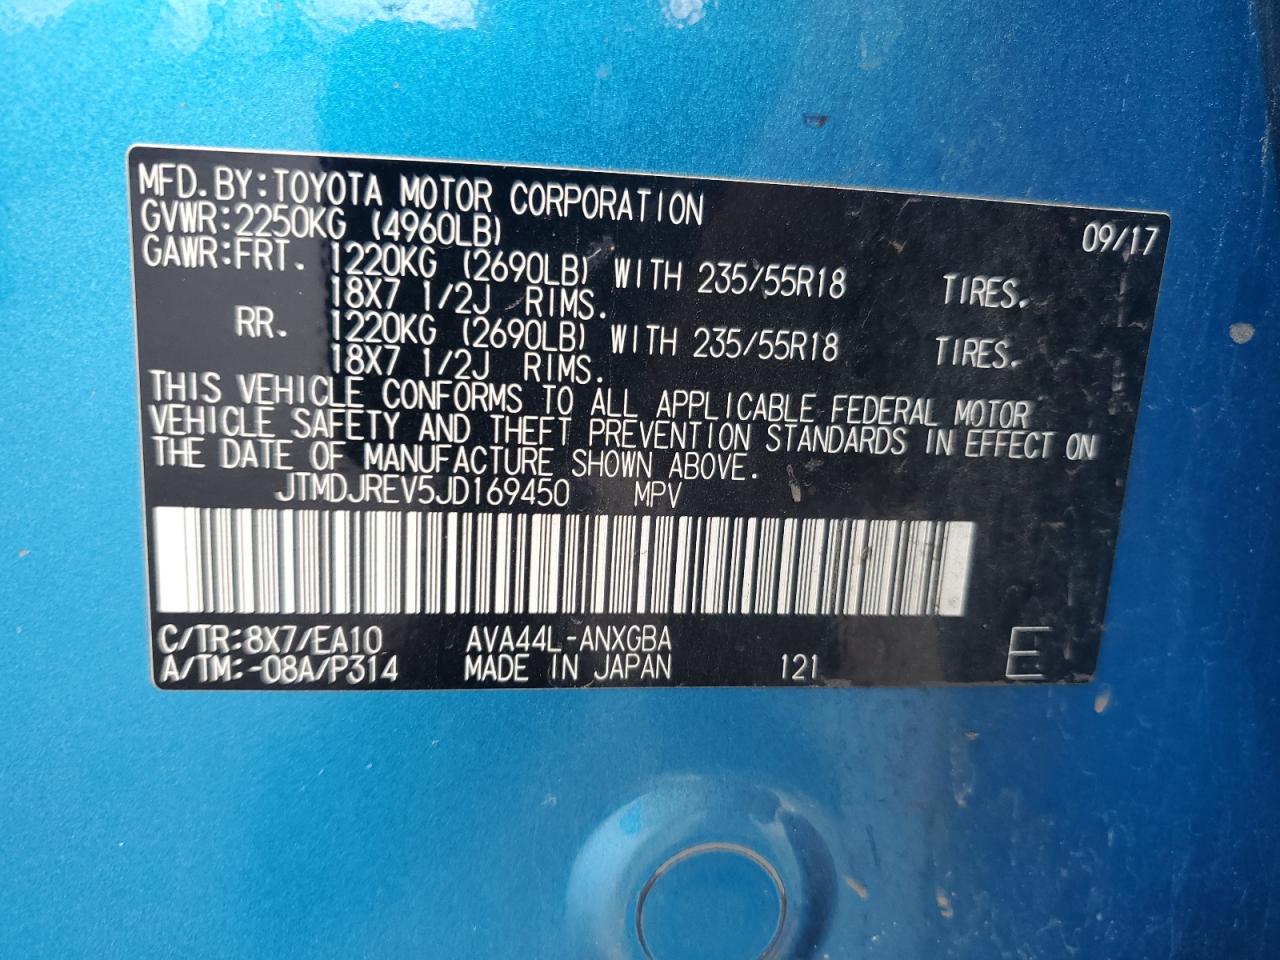 MFD.BY:TOYOTA MOTOR CORPORATION 09/17
GVWR:2250KG (4960LB)
GAWR:FRT. 1220KG (2690LB) WITH 235/55R18 TIRES.
18X7 1/2J RIMS.
RR. 1220KG (2690LB) WITH 235/55R18 TIRES.
18X7 1/2J RIMS.
THIS VEHICLE CONFORMS TO ALL APPLICABLE FEDERAL MOTOR
VEHICLE SAFETY AND THEFT PREVENTION STANDARDS IN EFFECT ON
THE DATE OF MANUFACTURE SHOWN ABOVE.
JTMDJREV5JD169450 MPV
C/TR:8X7/EA10 AVA44L-ANXGBA
A/TM:-08A/P314 MADE IN JAPAN 121 E